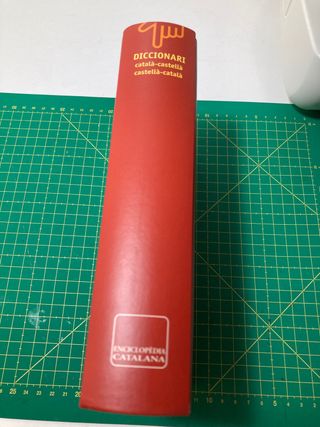 DICCIONARI
català-castellà
castellà-català
ENCICLOPÈDIA
CATALANA